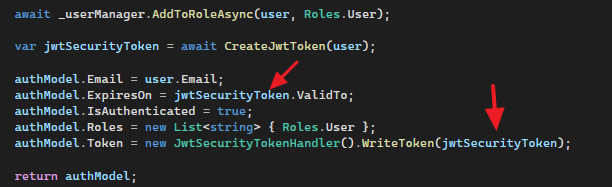 await _userManager.AddToRoleAsync(user, Roles.User);
var jwtSecurityToken = await CreateJwtToken(user);
authModel.Email = user.Email;
authModel.ExpiresOn = jwtSecurityToken.ValidTo;
authModel.IsAuthenticated = true;
authModel.Roles = new List<string> { Roles.User };
authModel.Token = new JwtSecurityTokenHandler().WriteToken(jwtSecurityToken);
return authModel;